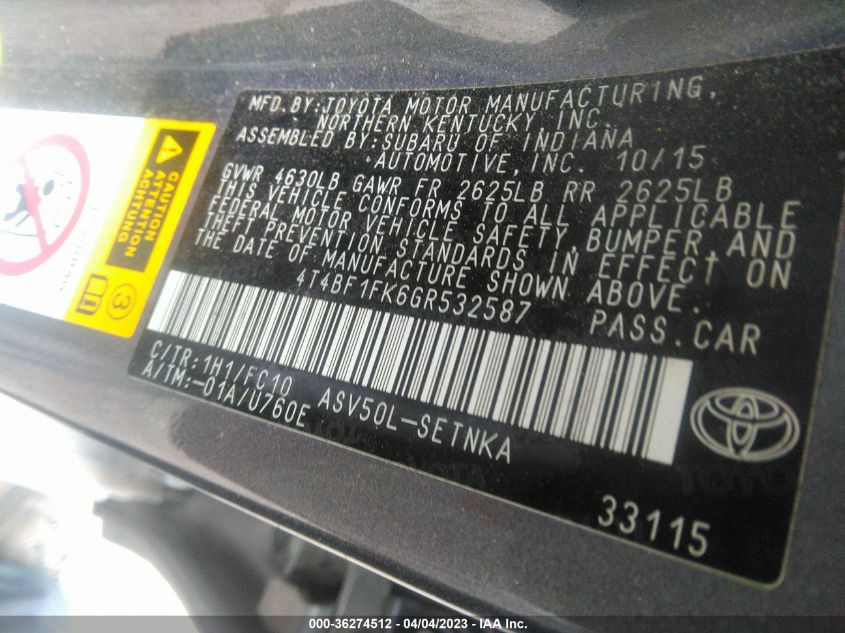 MFD.BY:TOYOTA MOTOR MANUFACTURING,
NORTHERN KENTUCKY INC.
ASSEMBLED BY:SUBARU OF INDIANA
AUTOMOTIVE,INC. 10/15
GVWR 4630LB GAWR FR 2625LB RR 2625LB
THIS VEHICLE CONFORMS TO ALL APPLICABLE
FEDERAL MOTOR VEHICLE SAFETY,BUMPER,AND
THEFT PREVENTION STANDARDS IN EFFECT ON
THE DATE OF MANUFACTURE SHOWN ABOVE.
4T4BF1FK6GR532587 PASS.CAR
C/TR:1H1/FC10 ASV50L-SETNKA
A/TM:-01A/U760E
33115
CAUTION
ATTENTION
ACHTUNG
3
000-36274512 - 04/04/2023 - IAA Inc.